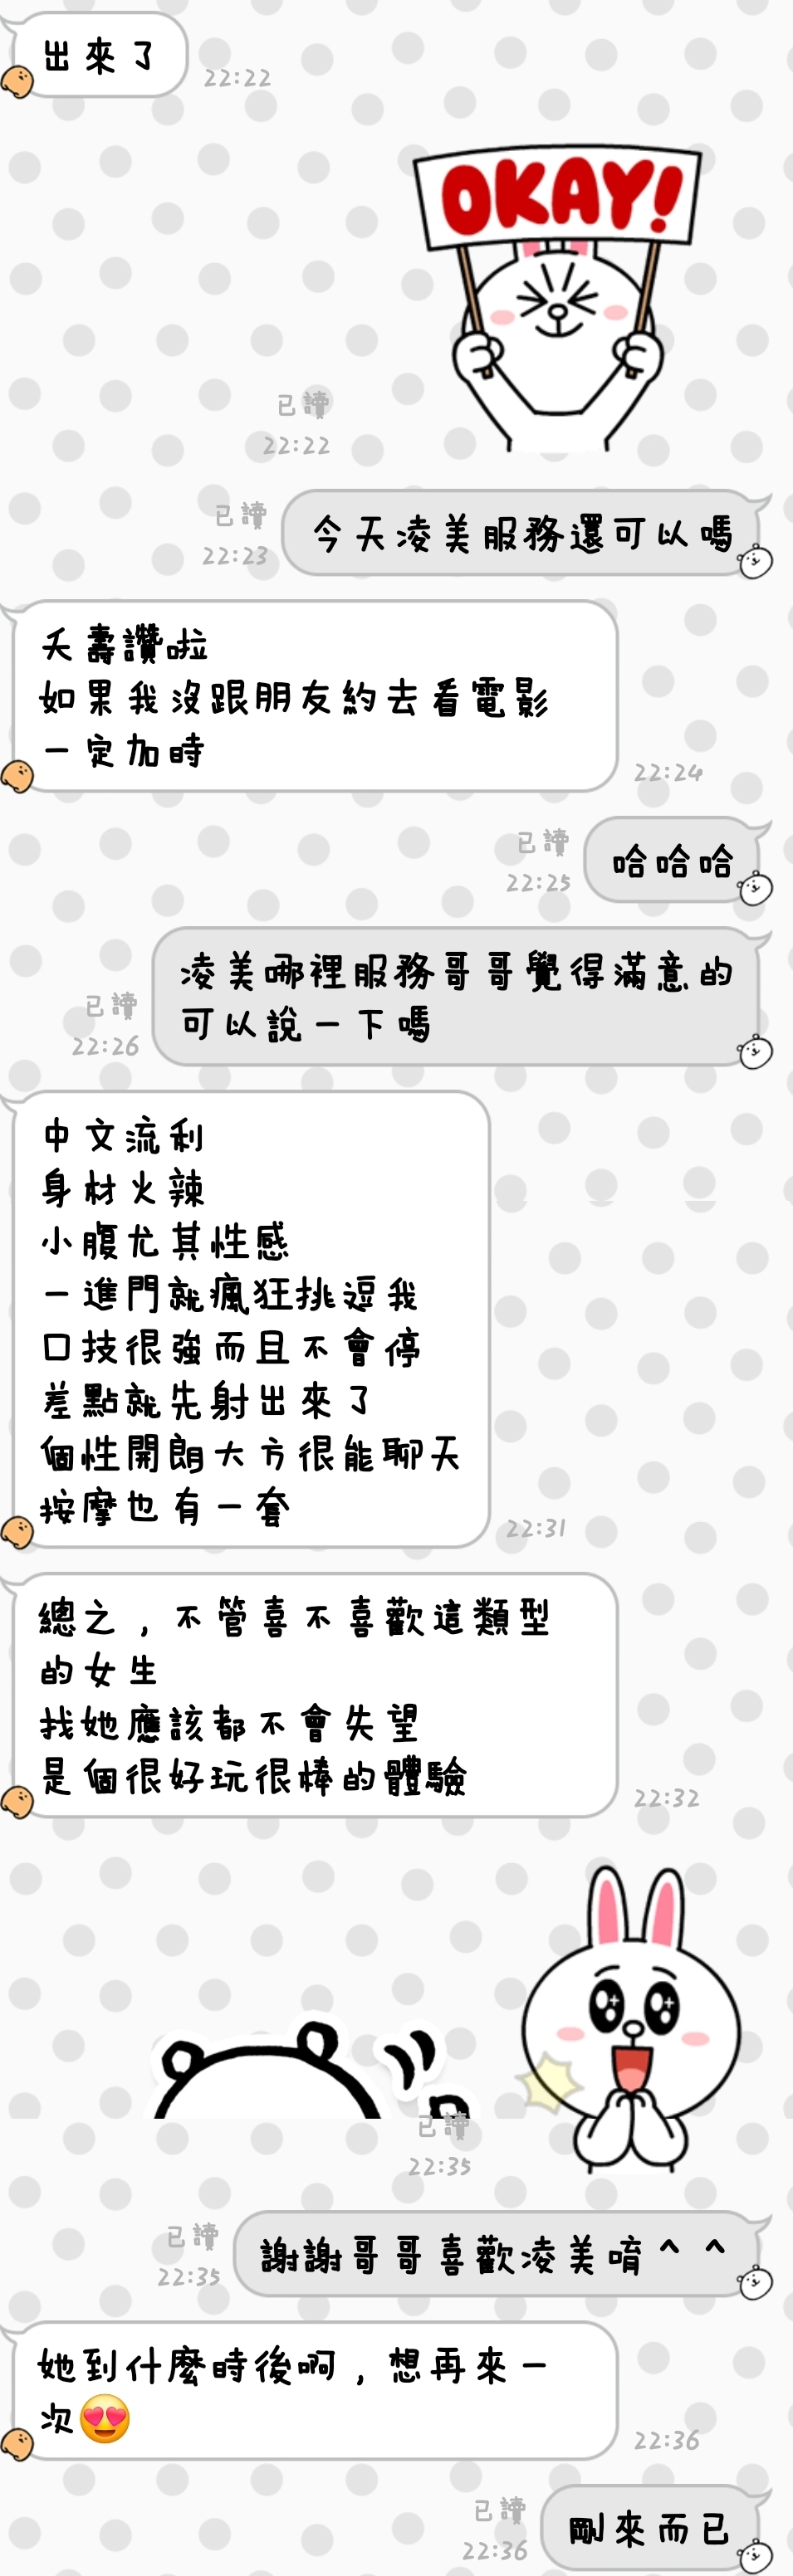 出來了
22:22
OKAY!
已讀
22:22
已讀
22:23
今天凌美服務還可以嗎
夭壽讚啦
如果我沒跟朋友約去看電影
一定加時
22:24
已讀
22:25
哈哈哈
已讀
22:26
凌美哪裡服務哥哥覺得滿意的
可以說一下嗎
中文流利
身材火辣
小腹尤其性感
一進門就瘋狂挑逗我
口技很強而且不會停
差點就先射出來了
個性開朗大方很能聊天
按摩也有一套
22:31
總之，不管喜不喜歡這類型
的女生
找她應該都不會失望
是個很好玩很棒的體驗
22:32
已讀
22:35
已讀
22:35
謝謝哥哥喜歡凌美唷^ ^
她到什麼時後啊，想再來一
次😍
22:36
已讀
22:36
剛來而已